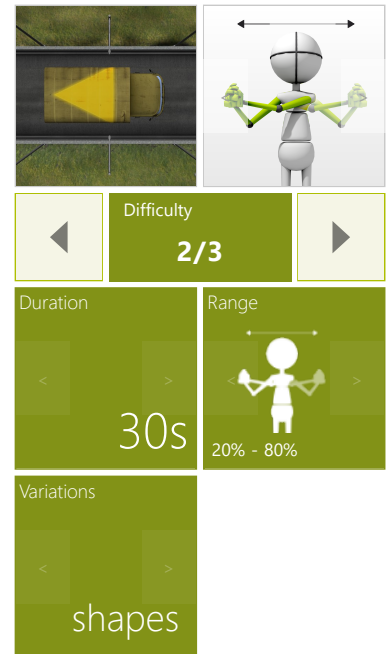 Difficulty
2/3
Duration
< >
30s
Range
< >
20% - 80%
Variations
< >
shapes